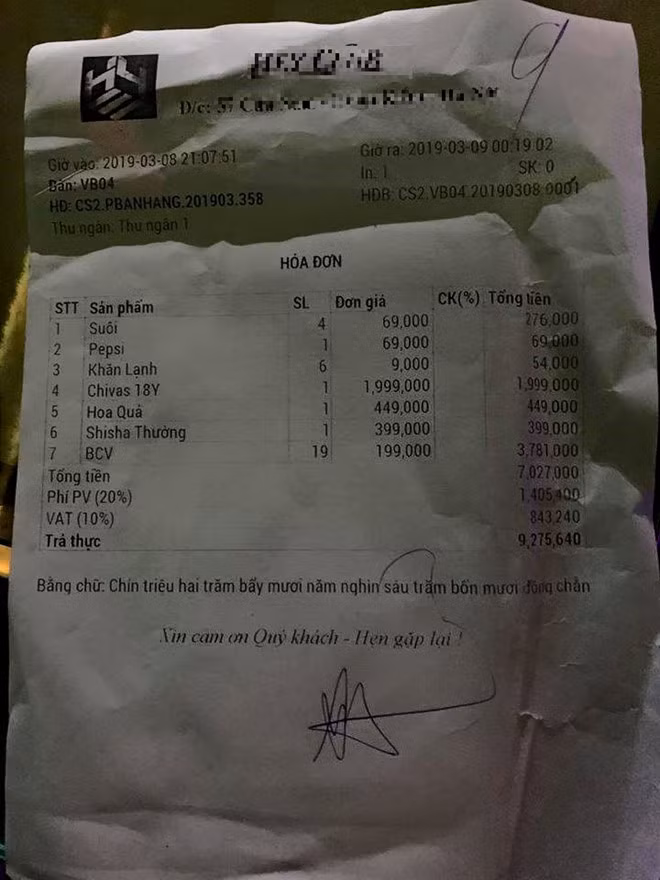 9
Đ/c: 57 Cửa
Giờ vào: 2019-03-08 21:07:51 Giờ ra: 2019-03-09 00:19 02
Bàn: VB04 In: 1 SK: 0
HĐ: CS2.PBANHANG.201903.358 HĐB: CS2.VB04.20190308.0001
Thu ngân: Thu ngân 1
HÓA ĐƠN
STT Sản phẩm SL Đơn giá CK(%) Tổng tiền
1 Suôi 4 69,000 276,000
2 Pepsi 1 69,000 69,000
3 Khăn Lạnh 6 9,000 54,000
4 Chivas 18Y 1 1,999,000 1,999,000
5 Hoa Quả 1 449,000 449,000
6 Shisha Thường 1 399,000 399,000
7 BCV 19 199,000 3,781,000
Tổng tiền 7,027,000
Phí PV (20%) 1,405,400
VAT (10%) 843,240
Trả thực 9,275,640
Bằng chữ: Chín triệu hai trăm bẩy mươi năm nghìn sáu trăm bốn mươi đồng chẵn
Xin cảm ơn Quý khách - Hẹn gặp lại !